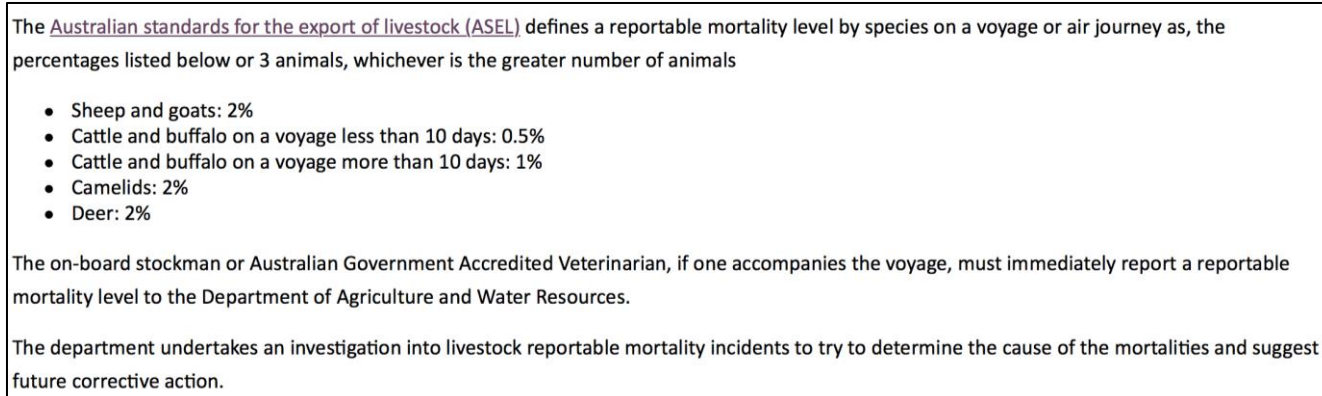 The Australian standards for the export of livestock (ASEL) defines a reportable mortality level by species on a voyage or air journey as, the
percentages listed below or 3 animals, whichever is the greater number of animals
• Sheep and goats: 2%
• Cattle and buffalo on a voyage less than 10 days: 0.5%
• Cattle and buffalo on a voyage more than 10 days: 1%
• Camelids: 2%
• Deer: 2%
The on-board stockman or Australian Government Accredited Veterinarian, if one accompanies the voyage, must immediately report a reportable
mortality level to the Department of Agriculture and Water Resources.
The department undertakes an investigation into livestock reportable mortality incidents to try to determine the cause of the mortalities and suggest
future corrective action.